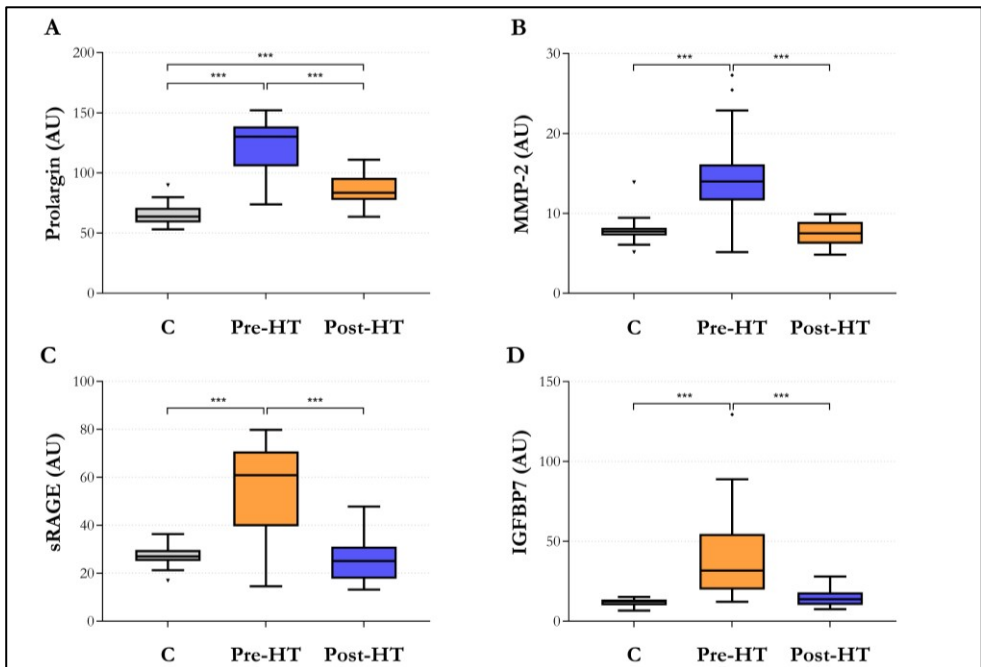 A
Prolargin (AU)
200
150
100
50
0
***
*** ***
C Pre-HT Post-HT
B
MMP-2 (AU)
30
20
10
0
*** ***
C Pre-HT Post-HT
C
sRAGE (AU)
100
80
60
40
20
0
*** ***
C Pre-HT Post-HT
D
IGFBP7 (AU)
150
100
50
0
*** ***
C Pre-HT Post-HT